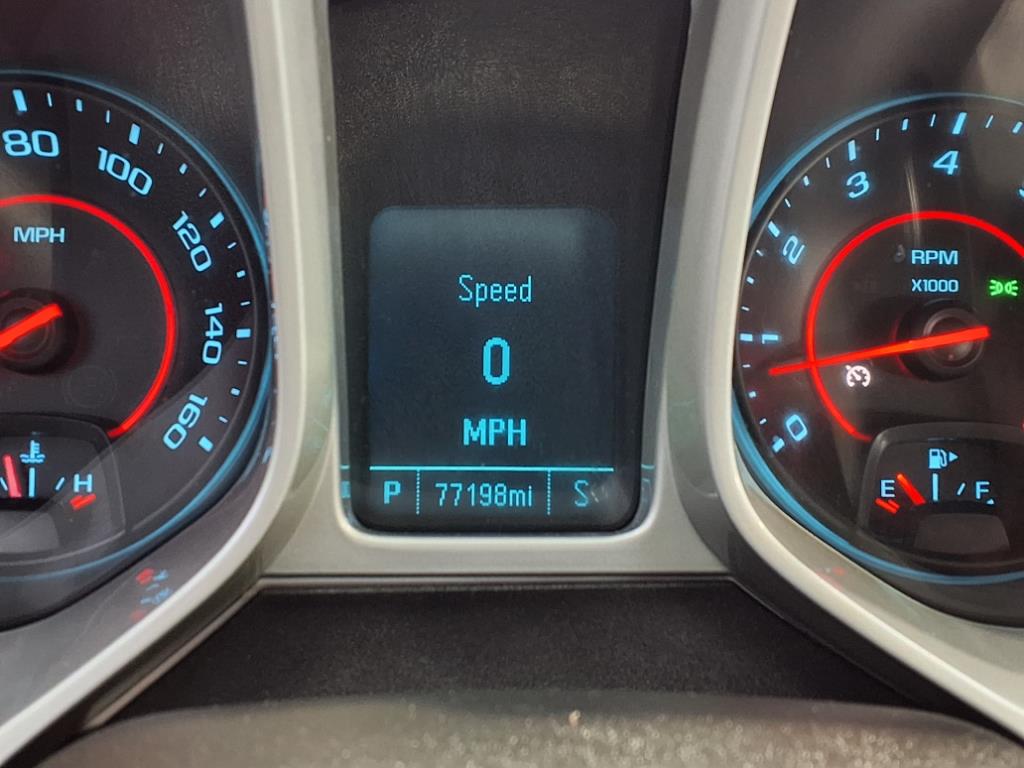 80
100
120
140
160
MPH
H
Speed
0
MPH
P 77198mi S
0
1
2
3
4
RPM
X1000
E F